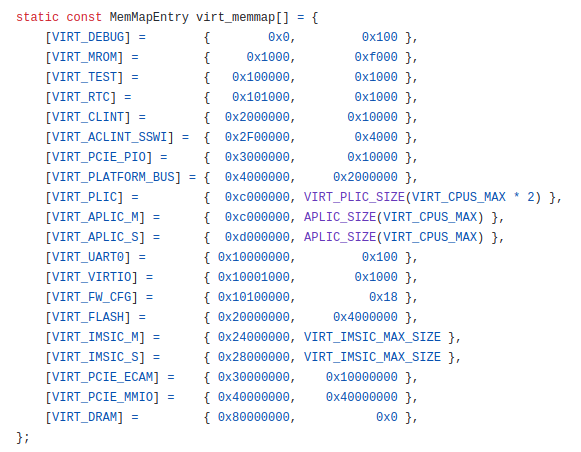 static const MemMapEntry virt_memmap[] = {
    [VIRT_DEBUG] =        {        0x0,         0x100 },
    [VIRT_MROM] =         {     0x1000,        0xf000 },
    [VIRT_TEST] =         {   0x100000,        0x1000 },
    [VIRT_RTC] =          {   0x101000,        0x1000 },
    [VIRT_CLINT] =        {  0x2000000,       0x10000 },
    [VIRT_ACLINT_SSWI] =  {  0x2F00000,        0x4000 },
    [VIRT_PCIE_PIO] =     {  0x3000000,       0x10000 },
    [VIRT_PLATFORM_BUS] = {  0x4000000,     0x2000000 },
    [VIRT_PLIC] =         {  0xc000000, VIRT_PLIC_SIZE(VIRT_CPUS_MAX * 2) },
    [VIRT_APLIC_M] =      {  0xc000000, APLIC_SIZE(VIRT_CPUS_MAX) },
    [VIRT_APLIC_S] =      {  0xd000000, APLIC_SIZE(VIRT_CPUS_MAX) },
    [VIRT_UART0] =        { 0x10000000,         0x100 },
    [VIRT_VIRTIO] =       { 0x10001000,        0x1000 },
    [VIRT_FW_CFG] =       { 0x10100000,          0x18 },
    [VIRT_FLASH] =        { 0x20000000,     0x4000000 },
    [VIRT_IMSIC_M] =      { 0x24000000, VIRT_IMSIC_MAX_SIZE },
    [VIRT_IMSIC_S] =      { 0x28000000, VIRT_IMSIC_MAX_SIZE },
    [VIRT_PCIE_ECAM] =    { 0x30000000,    0x10000000 },
    [VIRT_PCIE_MMIO] =    { 0x40000000,    0x40000000 },
    [VIRT_DRAM] =         { 0x80000000,           0x0 },
};